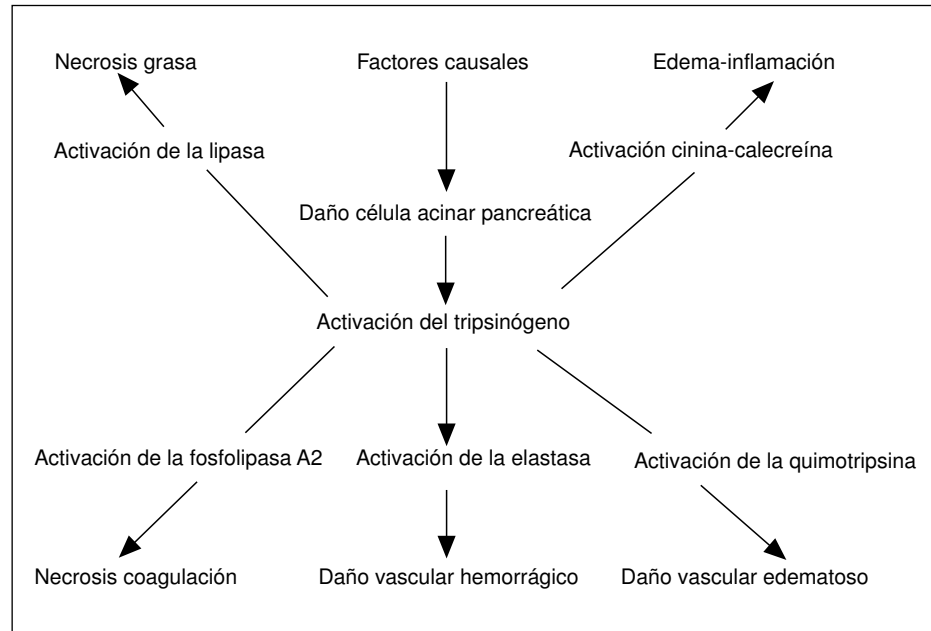 Necrosis grasa
Factores causales
Edema-inflamación
Activación de la lipasa
Activación cinina-calecreína
Daño célula acinar pancreática
Activación del tripsinógeno
Activación de la fosfolipasa A2
Activación de la elastasa
Activación de la quimotripsina
Necrosis coagulación
Daño vascular hemorrágico
Daño vascular edematoso